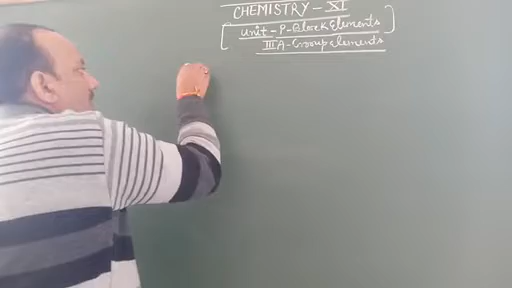 CHEMISTRY - XI
[ Unit - P-Block Elements ]
IIIA - Group elements